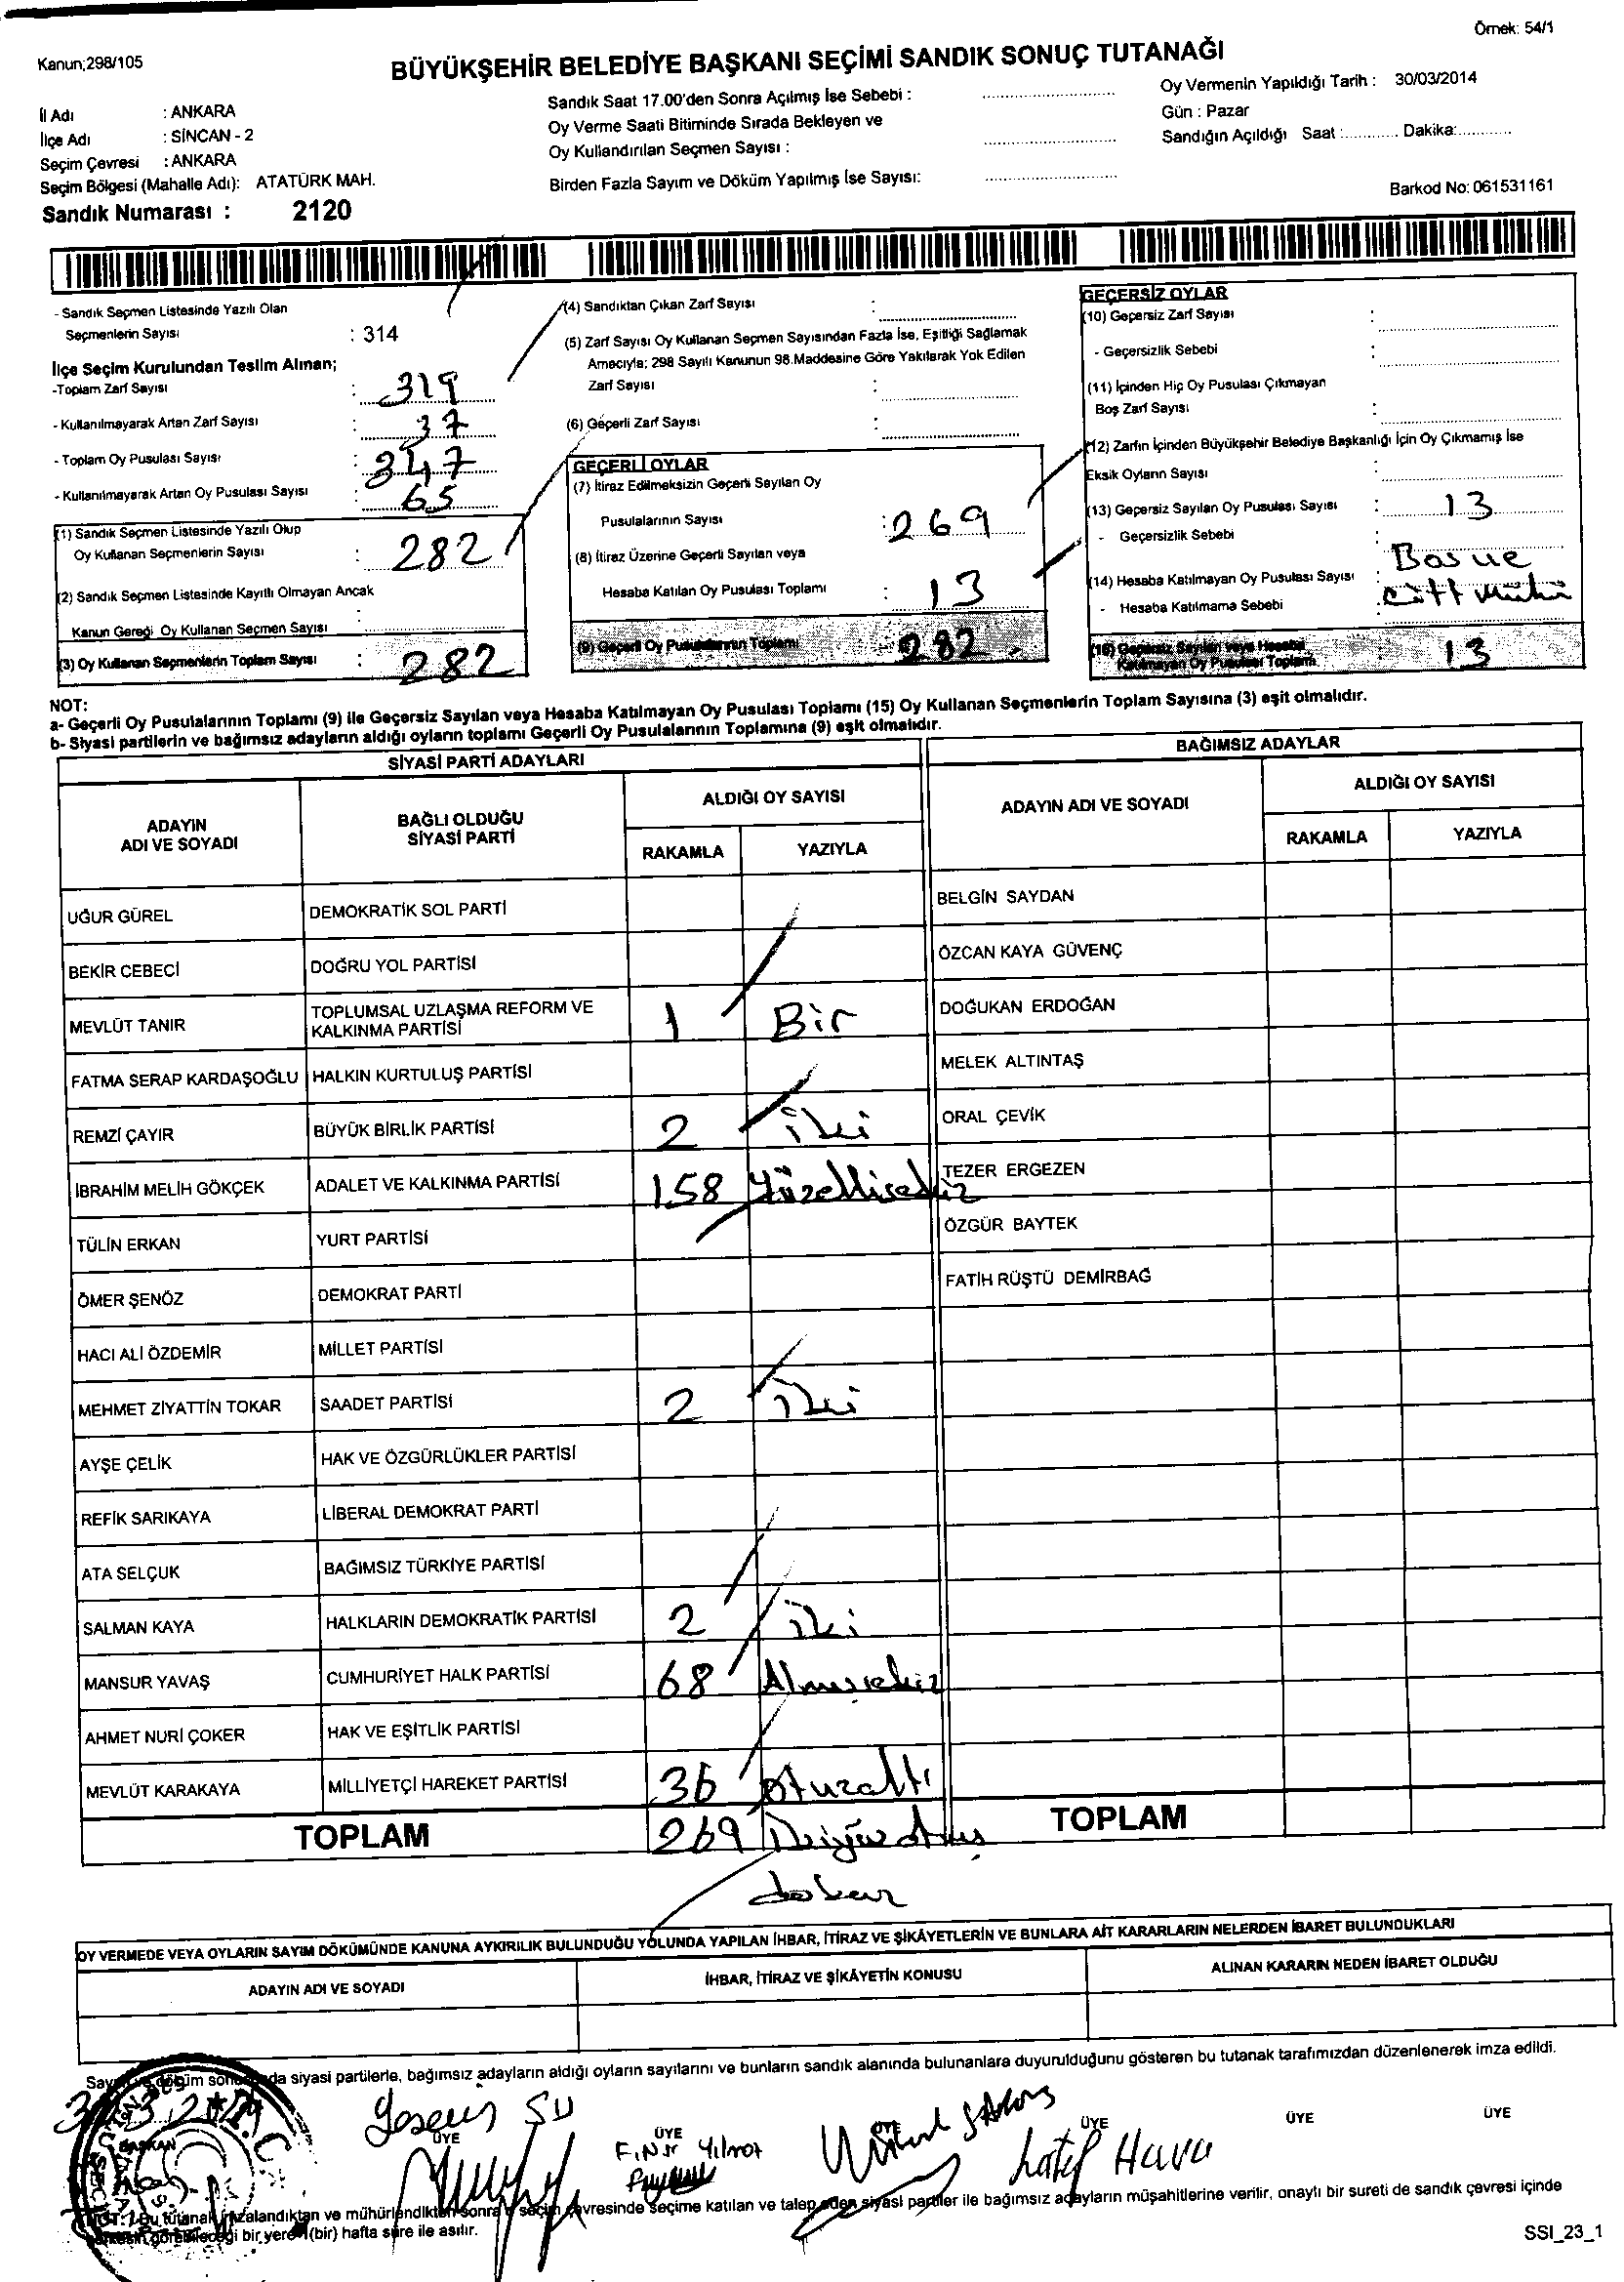 Örnek: 54/1
Kanun;298/105
BÜYÜKŞEHİR BELEDİYE BAŞKANI SEÇİMİ SANDIK SONUÇ TUTANAĞI
İl Adı : ANKARA
İlçe Adı : SİNCAN - 2
Seçim Çevresi : ANKARA
Seçim Bölgesi (Mahalle Adı): ATATÜRK MAH.
Sandık Numarası : 2120
Sandık Saat 17.00'den Sonra Açılmış İse Sebebi :
Oy Verme Saati Bitiminde Sırada Bekleyen ve
Oy Kullandırılan Seçmen Sayısı :
Birden Fazla Sayım ve Döküm Yapılmış İse Sayısı:
Oy Vermenin Yapıldığı Tarih : 30/03/2014
Gün : Pazar
Sandığın Açıldığı Saat : Dakika:
Barkod No: 061531161
- Sandık Seçmen Listesinde Yazılı Olan
Seçmenlerin Sayısı : 314
İlçe Seçim Kurulundan Teslim Alınan;
-Toplam Zarf Sayısı : 319
- Kullanılmayarak Artan Zarf Sayısı : 37
- Toplam Oy Pusulası Sayısı : 347
- Kullanılmayarak Artan Oy Pusulası Sayısı : 65
(1) Sandık Seçmen Listesinde Yazılı Olup
Oy Kullanan Seçmenlerin Sayısı : 282
(2) Sandık Seçmen Listesinde Kayıtlı Olmayan Ancak
Kanun Gereği Oy Kullanan Seçmen Sayısı :
(3) Oy Kullanan Seçmenlerin Toplam Sayısı : 282
(4) Sandıktan Çıkan Zarf Sayısı :
(5) Zarf Sayısı Oy Kullanan Seçmen Sayısından Fazla İse, Eşitliği Sağlamak
Amacıyla; 298 Sayılı Kanunun 98.Maddesine Göre Yakılarak Yok Edilen
Zarf Sayısı :
(6) Geçerli Zarf Sayısı :
GEÇERLİ OYLAR
(7) İtiraz Edilmeksizin Geçerli Sayılan Oy
Pusulalarının Sayısı : 269
(8) İtiraz Üzerine Geçerli Sayılan veya
Hesaba Katılan Oy Pusulası Toplamı : 13
(9) Geçerli Oy Pusulalarının Toplamı : 282
GEÇERSİZ OYLAR
(10) Geçersiz Zarf Sayısı :
- Geçersizlik Sebebi :
(11) İçinden Hiç Oy Pusulası Çıkmayan
Boş Zarf Sayısı :
(12) Zarfın İçinden Büyükşehir Belediye Başkanlığı İçin Oy Çıkmamış İse
Eksik Oyların Sayısı :
(13) Geçersiz Sayılan Oy Pusulası Sayısı : 13
- Geçersizlik Sebebi : Bos ve
(14) Hesaba Katılmayan Oy Pusulası Sayısı : çift mühü
- Hesaba Katılmama Sebebi :
(15) Geçersiz Sayılan veya Hesaba
Katılmayan Oy Pusulası Toplamı 13
NOT:
a- Geçerli Oy Pusulalarının Toplamı (9) ile Geçersiz Sayılan veya Hesaba Katılmayan Oy Pusulası Toplamı (15) Oy Kullanan Seçmenlerin Toplam Sayısına (3) eşit olmalıdır.
b- Siyasi partilerin ve bağımsız adayların aldığı oyların toplamı Geçerli Oy Pusulalarının Toplamına (9) eşit olmalıdır.
SİYASİ PARTİ ADAYLARI
ADAYIN ADI VE SOYADI BAĞLI OLDUĞU SİYASİ PARTİ ALDIĞI OY SAYISI
RAKAMLA YAZIYLA
UĞUR GÜREL DEMOKRATİK SOL PARTİ
BEKİR CEBECİ DOĞRU YOL PARTİSİ
MEVLÜT TANIR TOPLUMSAL UZLAŞMA REFORM VE KALKINMA PARTİSİ 1 Bir
FATMA SERAP KARDAŞOĞLU HALKIN KURTULUŞ PARTİSİ
REMZİ ÇAYIR BÜYÜK BİRLİK PARTİSİ 2 iki
İBRAHİM MELİH GÖKÇEK ADALET VE KALKINMA PARTİSİ 158 Yüzellisekiz
TÜLİN ERKAN YURT PARTİSİ
ÖMER ŞENÖZ DEMOKRAT PARTİ
HACI ALİ ÖZDEMİR MİLLET PARTİSİ
MEHMET ZİYATTİN TOKAR SAADET PARTİSİ 2 iki
AYŞE ÇELİK HAK VE ÖZGÜRLÜKLER PARTİSİ
REFİK SARIKAYA LİBERAL DEMOKRAT PARTİ
ATA SELÇUK BAĞIMSIZ TÜRKİYE PARTİSİ
SALMAN KAYA HALKLARIN DEMOKRATİK PARTİSİ 2 iki
MANSUR YAVAŞ CUMHURİYET HALK PARTİSİ 68 Atmışsekiz
AHMET NURİ ÇOKER HAK VE EŞİTLİK PARTİSİ
MEVLÜT KARAKAYA MİLLİYETÇİ HAREKET PARTİSİ 36 otuzaltı
TOPLAM 269 ikiyüz atmış
dokuz
BAĞIMSIZ ADAYLAR
ADAYIN ADI VE SOYADI ALDIĞI OY SAYISI
RAKAMLA YAZIYLA
BELGİN SAYDAN
ÖZCAN KAYA GÜVENÇ
DOĞUKAN ERDOĞAN
MELEK ALTINTAŞ
ORAL ÇEVİK
TEZER ERGEZEN
ÖZGÜR BAYTEK
FATİH RÜŞTÜ DEMİRBAĞ
TOPLAM
OY VERMEDE VEYA OYLARIN SAYIM DÖKÜMÜNDE KANUNA AYKIRILIK BULUNDUĞU YOLUNDA YAPILAN İHBAR, İTİRAZ VE ŞİKÂYETLERİN VE BUNLARA AİT KARARLARIN NELERDEN İBARET BULUNDUKLARI
ADAYIN ADI VE SOYADI İHBAR, İTİRAZ VE ŞİKÂYETİN KONUSU ALINAN KARARIN NEDEN İBARET OLDUĞU
siyasi partilerle, bağımsız adayların aldığı oyların sayılarını ve bunların sandık alanında bulunanlara duyurulduğunu gösteren bu tutanak tarafımızdan düzenlenerek imza edildi.
BAŞKAN ÜYE ÜYE ÜYE ÜYE ÜYE
F.Nur Yılmaz
Latif Hava
NOT: Bu tutanak imzalandıktan ve mühürlendikten sonra seçim çevresinde seçime katılan ve talep eden siyasi partiler ile bağımsız adayların müşahitlerine verilir, onaylı bir sureti de sandık çevresi içinde
görebileceği bir yere 1(bir) hafta süre ile asılır.
SSI_23_1